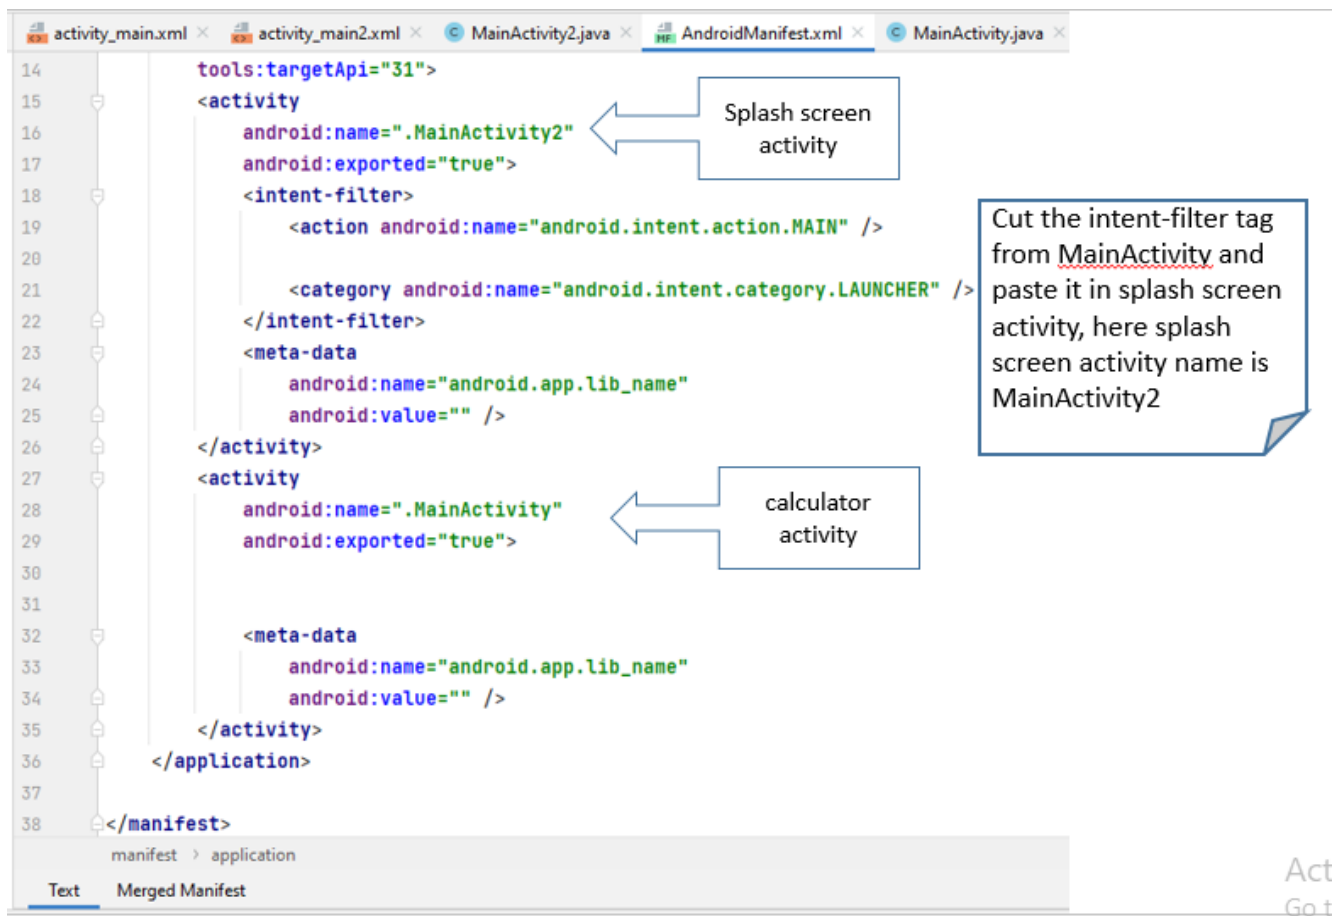 activity_main.xml × activity_main2.xml × MainActivity2.java × AndroidManifest.xml × MainActivity.java ×
14 tools:targetApi="31">
15 <activity
16 android:name=".MainActivity2"
17 android:exported="true">
18 <intent-filter>
19 <action android:name="android.intent.action.MAIN" />
20
21 <category android:name="android.intent.category.LAUNCHER" />
22 </intent-filter>
23 <meta-data
24 android:name="android.app.lib_name"
25 android:value="" />
26 </activity>
27 <activity
28 android:name=".MainActivity"
29 android:exported="true">
30
31
32 <meta-data
33 android:name="android.app.lib_name"
34 android:value="" />
35 </activity>
36 </application>
37
38 </manifest>
Splash screen
activity
Cut the intent-filter tag
from MainActivity and
paste it in splash screen
activity, here splash
screen activity name is
MainActivity2
calculator
activity
manifest › application
Text Merged Manifest
Act
Go t